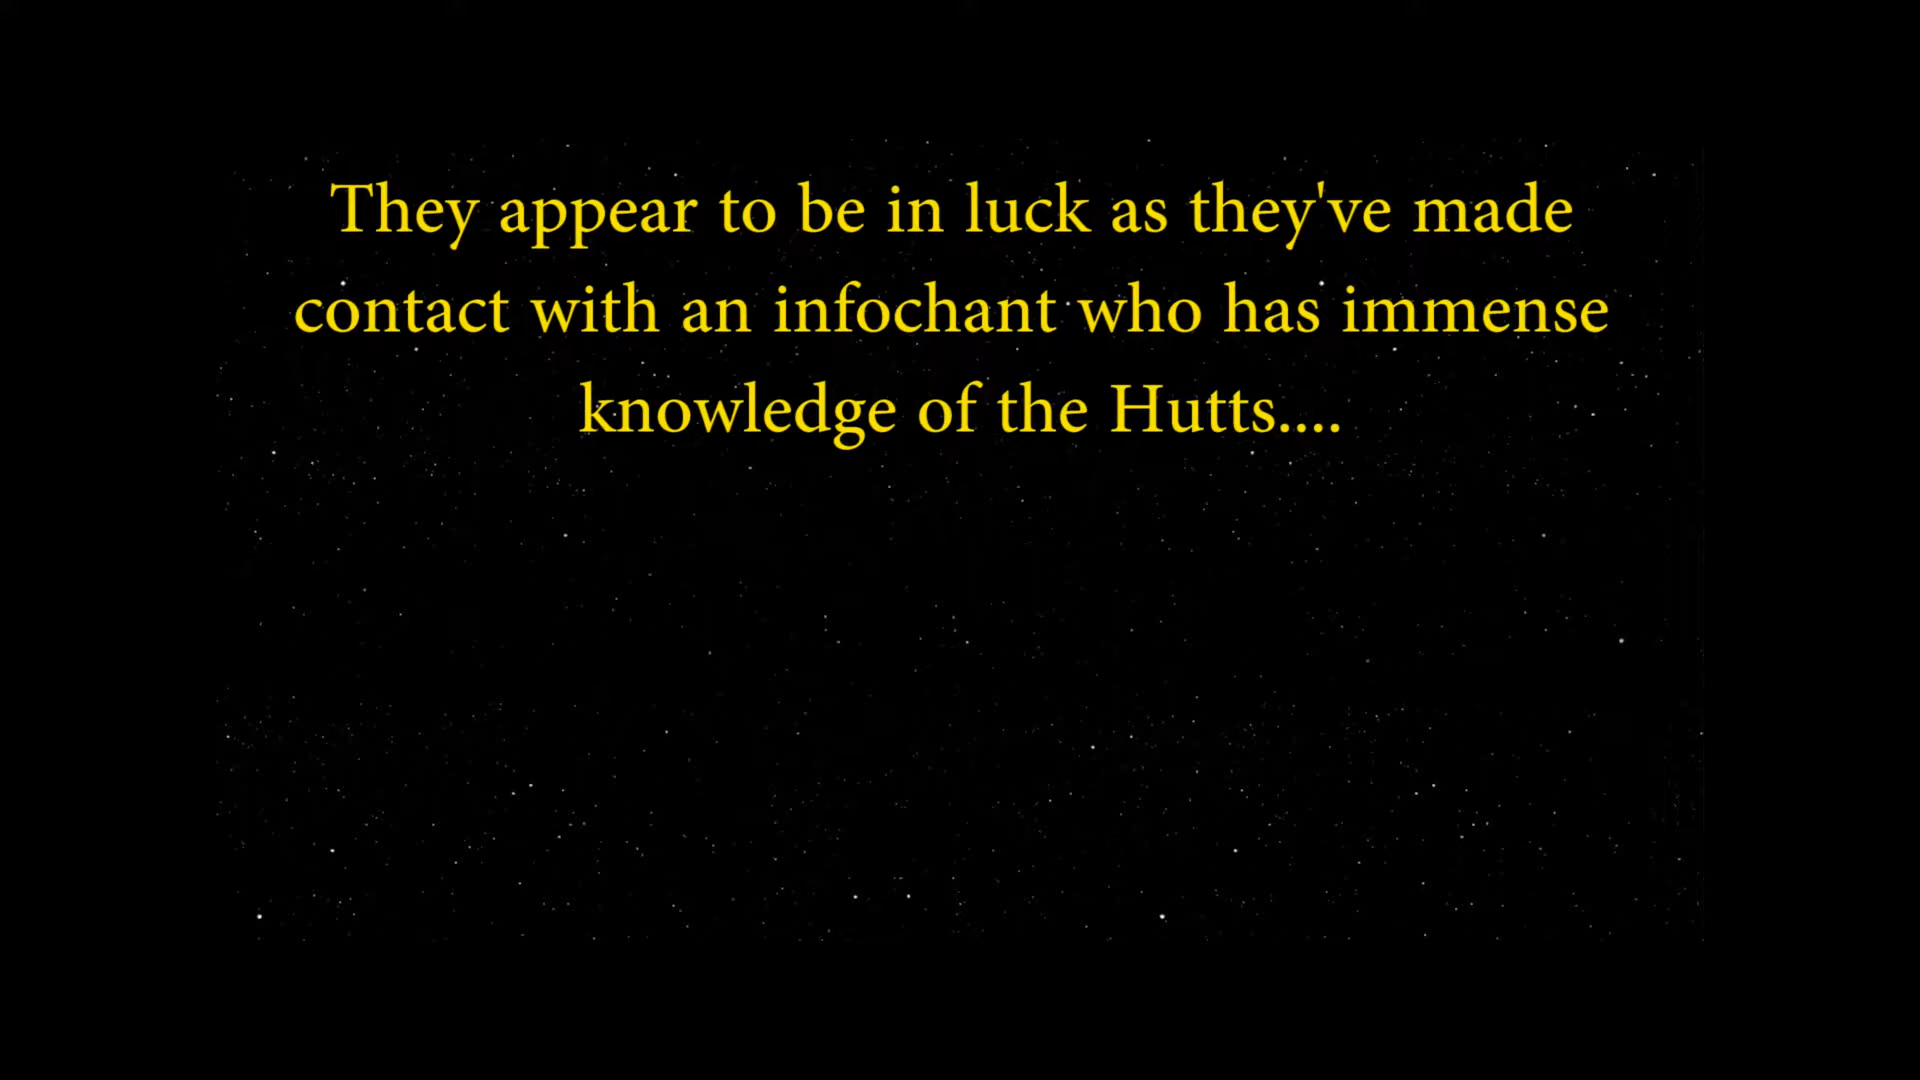 They appear to be in luck as they've made
contact with an infochant who has immense
knowledge of the Hutts....